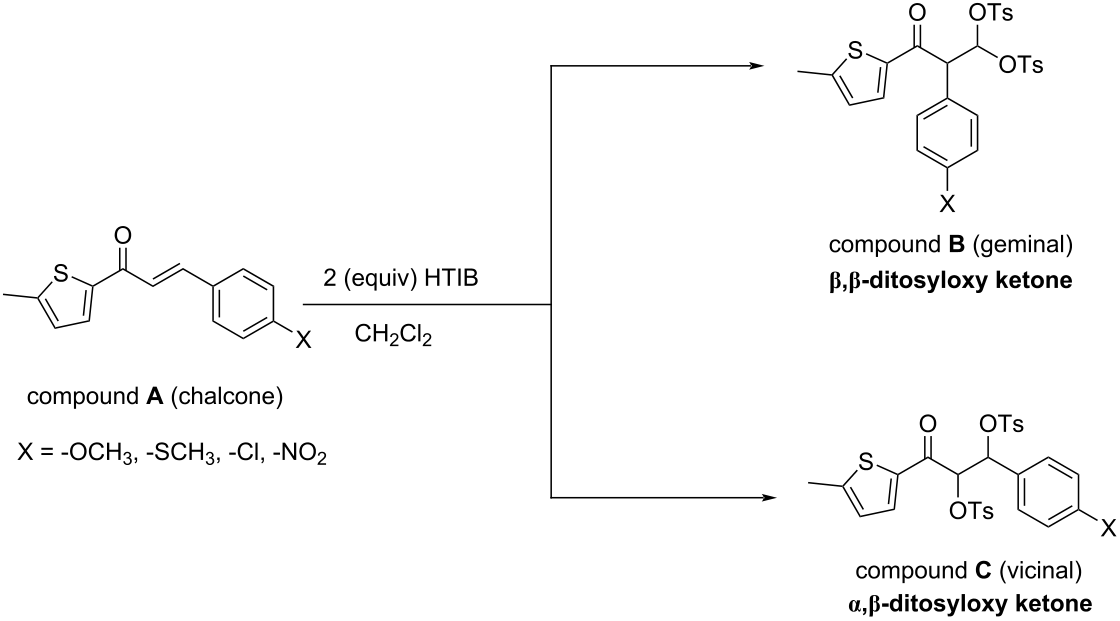 O
OTs
S
OTs
X
compound B (geminal)
β,β-ditosyloxy ketone
O
S
X
2 (equiv) HTIB
CH₂Cl₂
compound A (chalcone)
X = -OCH₃, -SCH₃, -Cl, -NO₂
O
OTs
S
OTs
X
compound C (vicinal)
α,β-ditosyloxy ketone